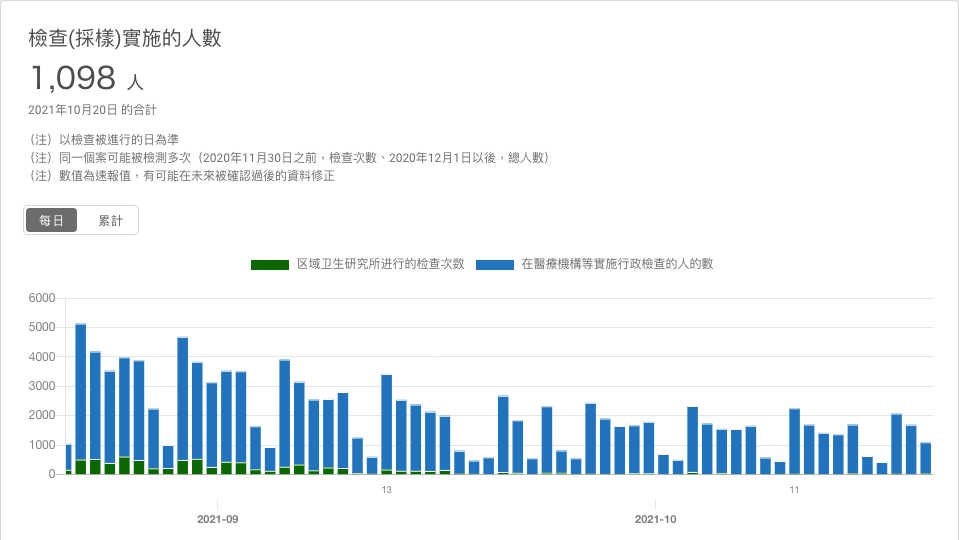 檢查(採樣)實施的人數
1,098 人
2021年10月20日 的合計
（注）以檢查被進行的日為準
（注）同一個案可能被檢測多次（2020年11月30日之前，檢查次數、2020年12月1日以後，總人數）
（注）數值為速報值，有可能在未來被確認過後的資料修正
每日 累計
区域卫生研究所进行的检查次数 在醫療機構等實施行政檢查的人的數
6000
5000
4000
3000
2000
1000
0
13 11
2021-09 2021-10